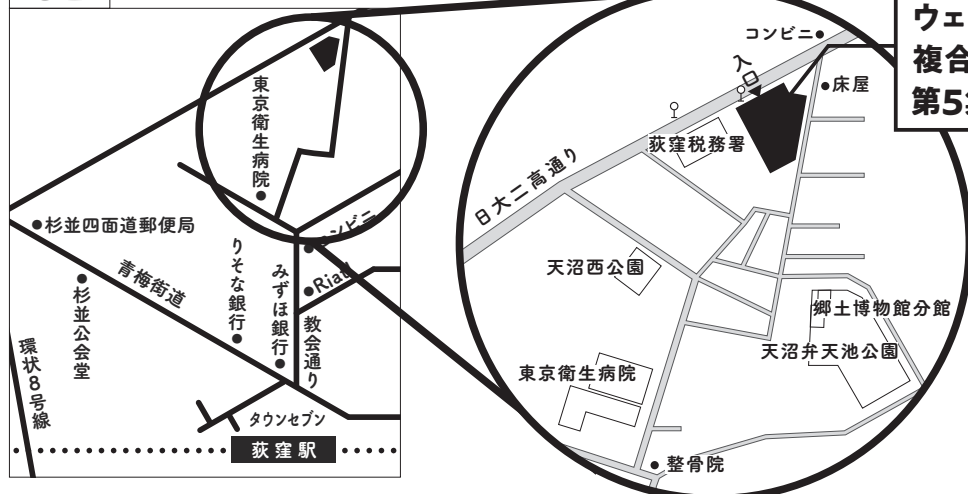 東京衛生病院
杉並四面道郵便局
青梅街道
杉並公会堂
環状8号線
りそな銀行
みずほ銀行
コンビニ
Riat!
教会通り
タウンセブン
荻窪駅
コンビニ
入口
床屋
荻窪税務署
日大二高通り
天沼西公園
郷土博物館分館
天沼弁天池公園
東京衛生病院
整骨院
ウェ
複合
第5